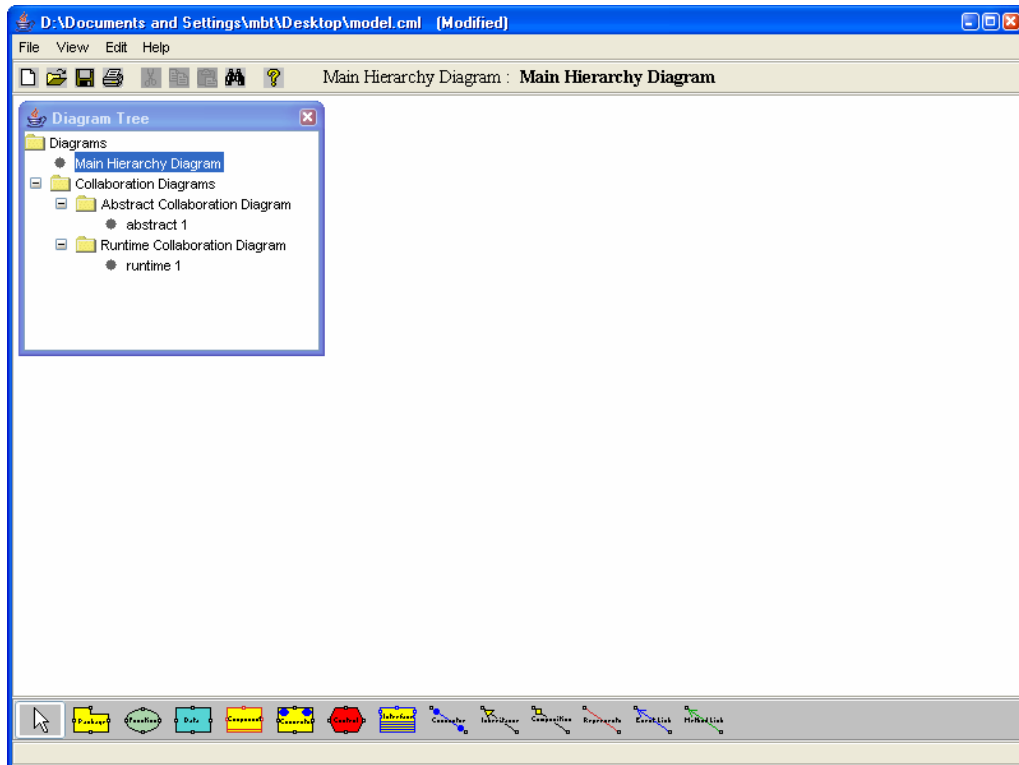 D:\Documents and Settings\mbt\Desktop\model.cml (Modified)
File View Edit Help
Main Hierarchy Diagram : Main Hierarchy Diagram
Diagram Tree
Diagrams
Main Hierarchy Diagram
Collaboration Diagrams
Abstract Collaboration Diagram
abstract 1
Runtime Collaboration Diagram
runtime 1
Package Function Data Component Control Interface Connector Inheritance Composition Represents Event Link Method Link